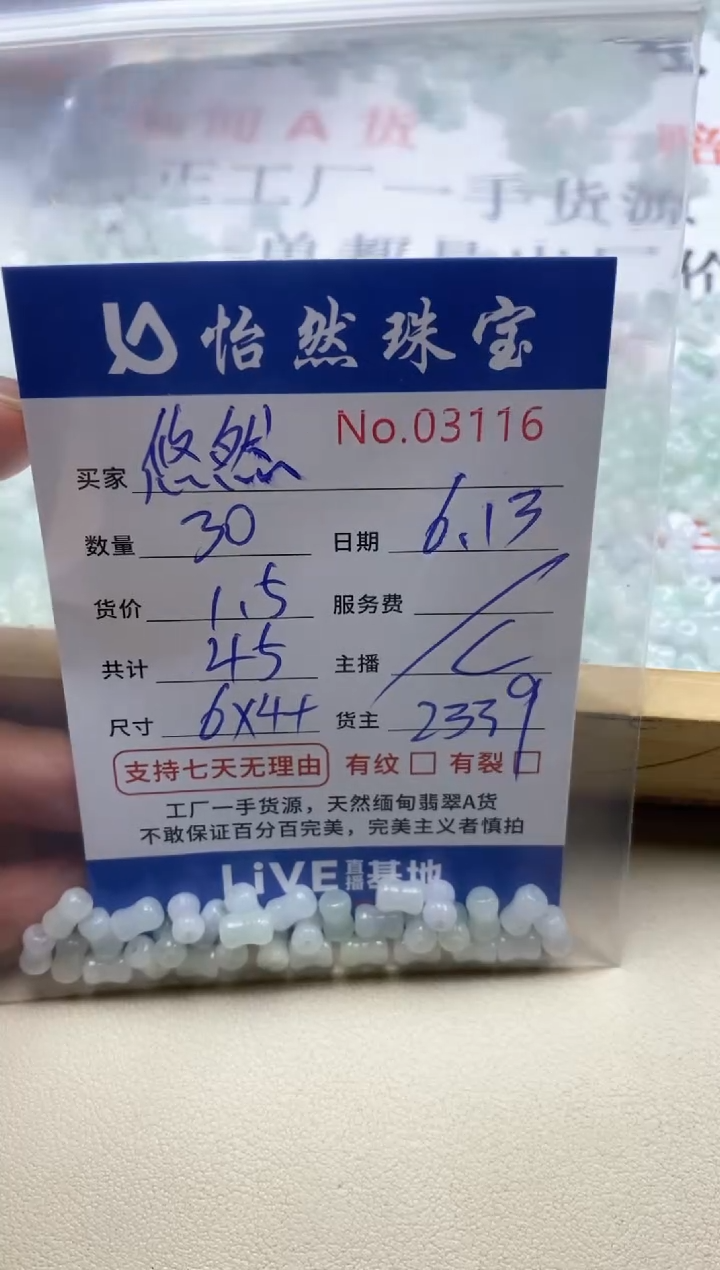 A货
正工厂一手货源
怡然珠宝
No.03116
买家 悠然
数量 30 日期 6.13
货价 1.5 服务费
共计 45 主播 C
尺寸 6X4+ 货主 2339
支持七天无理由 有纹 □ 有裂 □
工厂一手货源，天然缅甸翡翠A货
不敢保证百分百完美，完美主义者慎拍
LiVE直播基地